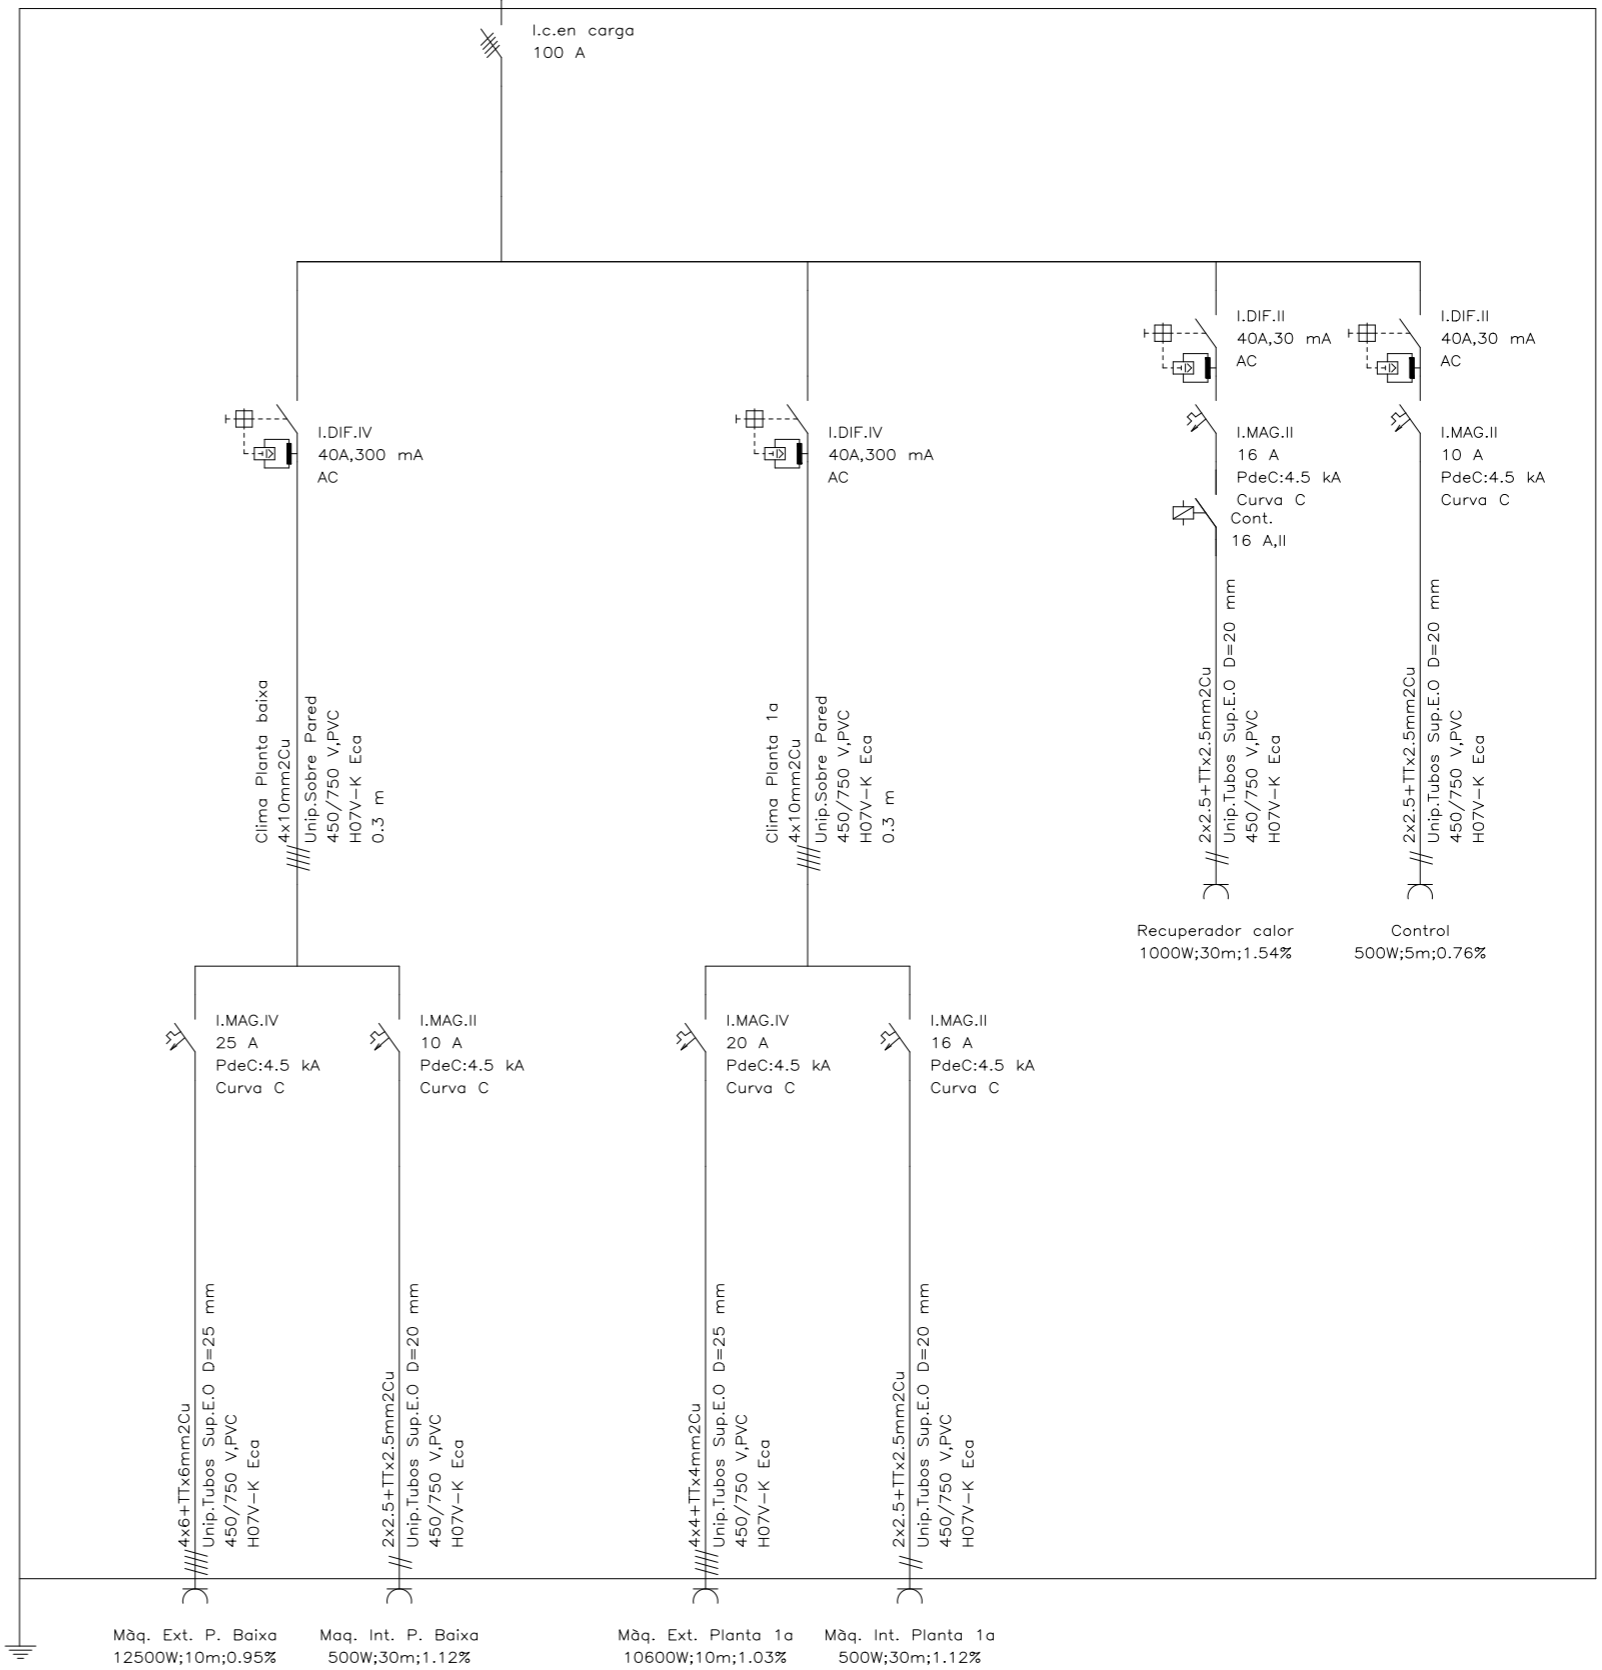 I.c.en carga
100 A
I.DIF.II
40A,30 mA
AC
I.DIF.II
40A,30 mA
AC
I.DIF.IV
40A,300 mA
AC
I.DIF.IV
40A,300 mA
AC
I.MAG.II
16 A
PdeC:4.5 kA
Curva C
Cont.
16 A,II
I.MAG.II
10 A
PdeC:4.5 kA
Curva C
Clima Planta baixa
4x10mm2Cu
Unip.Sobre Pared
450/750 V,PVC
H07V-K Eca
0.3 m
Clima Planta 1a
4x10mm2Cu
Unip.Sobre Pared
450/750 V,PVC
H07V-K Eca
0.3 m
2x2.5+TTx2.5mm2Cu
Unip.Tubos Sup.E.O D=20 mm
450/750 V,PVC
H07V-K Eca
2x2.5+TTx2.5mm2Cu
Unip.Tubos Sup.E.O D=20 mm
450/750 V,PVC
H07V-K Eca
Recuperador calor
1000W;30m;1.54%
Control
500W;5m;0.76%
I.MAG.IV
25 A
PdeC:4.5 kA
Curva C
I.MAG.II
10 A
PdeC:4.5 kA
Curva C
I.MAG.IV
20 A
PdeC:4.5 kA
Curva C
I.MAG.II
16 A
PdeC:4.5 kA
Curva C
4x6+TTx6mm2Cu
Unip.Tubos Sup.E.O D=25 mm
450/750 V,PVC
H07V-K Eca
2x2.5+TTx2.5mm2Cu
Unip.Tubos Sup.E.O D=20 mm
450/750 V,PVC
H07V-K Eca
4x4+TTx4mm2Cu
Unip.Tubos Sup.E.O D=25 mm
450/750 V,PVC
H07V-K Eca
2x2.5+TTx2.5mm2Cu
Unip.Tubos Sup.E.O D=20 mm
450/750 V,PVC
H07V-K Eca
Màq. Ext. P. Baixa
12500W;10m;0.95%
Maq. Int. P. Baixa
500W;30m;1.12%
Màq. Ext. Planta 1a
10600W;10m;1.03%
Màq. Int. Planta 1a
500W;30m;1.12%